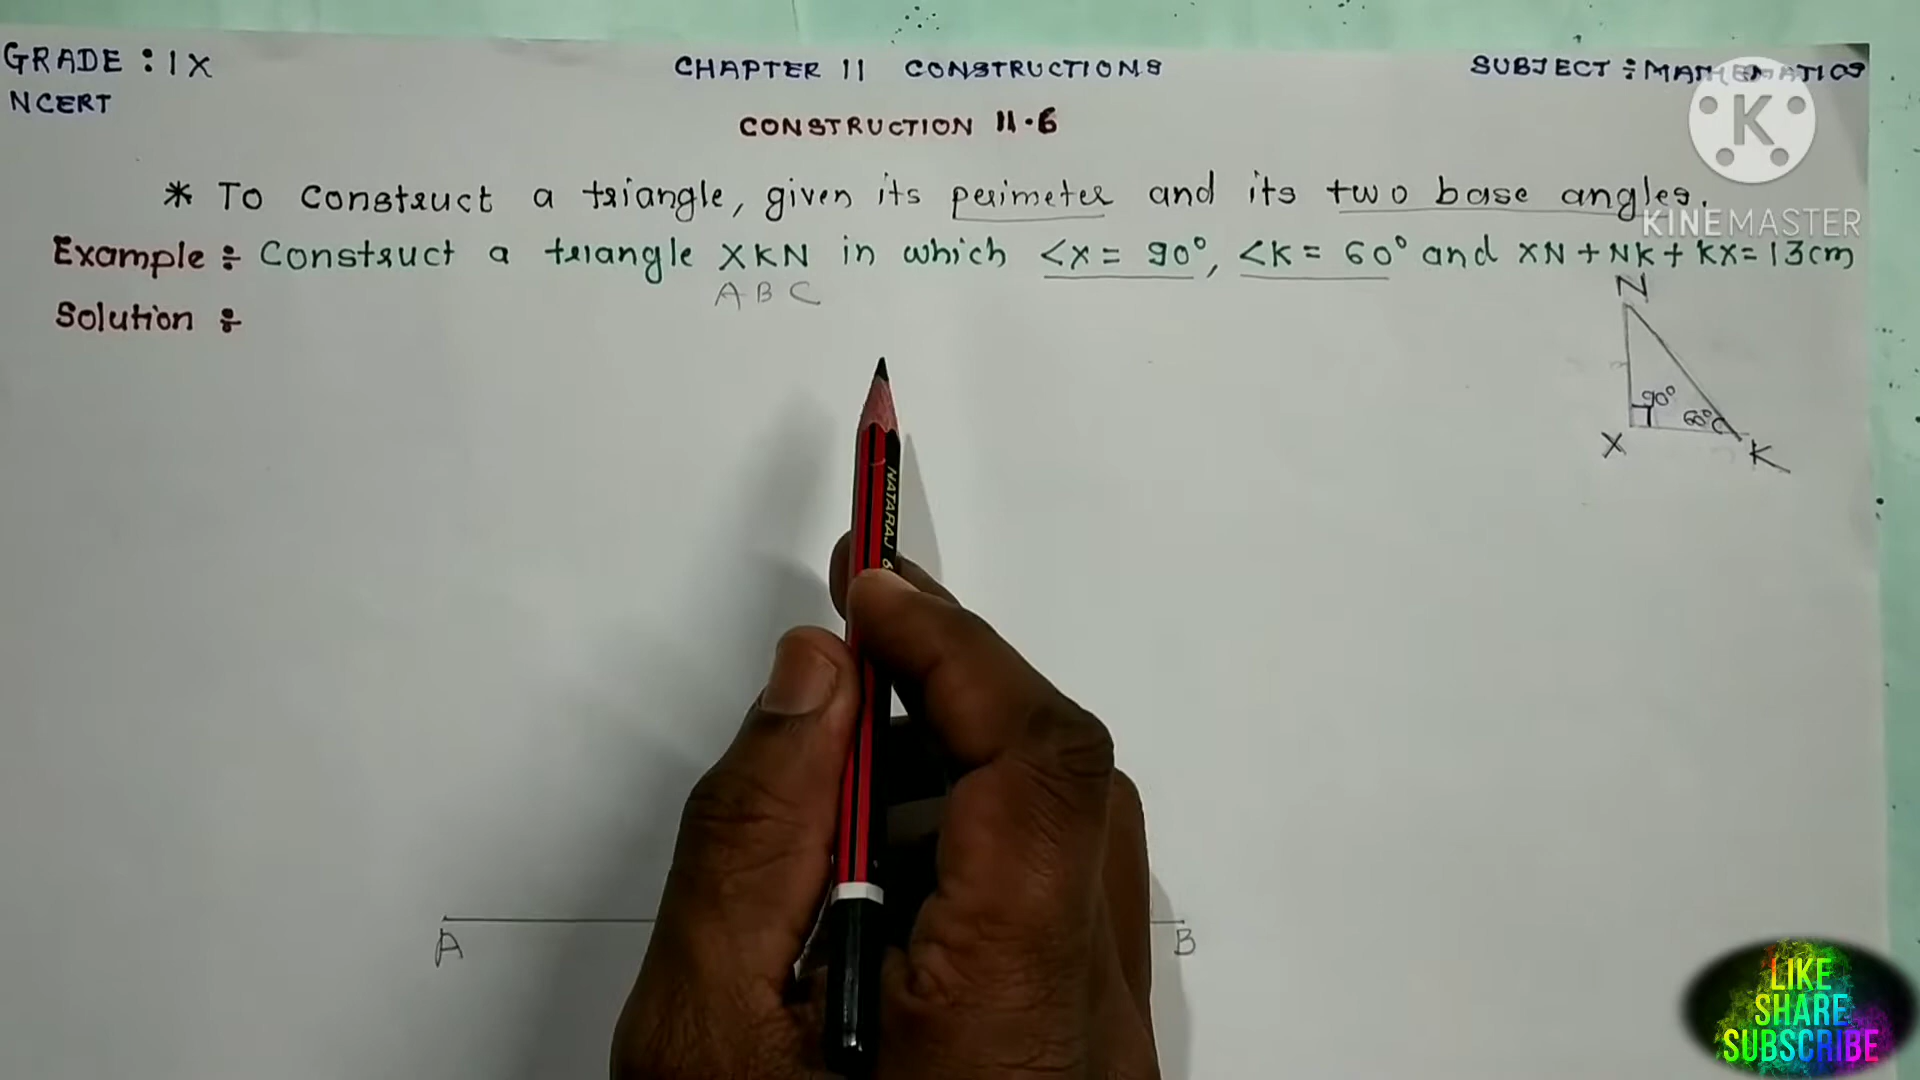 GRADE : IX CHAPTER 11 CONSTRUCTIONS SUBJECT ÷ MATHEMATICS
NCERT
CONSTRUCTION 11.6
* To construct a triangle, given its perimeter and its two base angles.
K
KINEMASTER
Example ÷ Construct a triangle XKN in which <X = 90°, <K = 60° and XN + NK + KX = 13cm
A B C
Solution ÷
N
90° 60°
X K
A B
NATARAJ 6
LIKE
SHARE
SUBSCRIBE